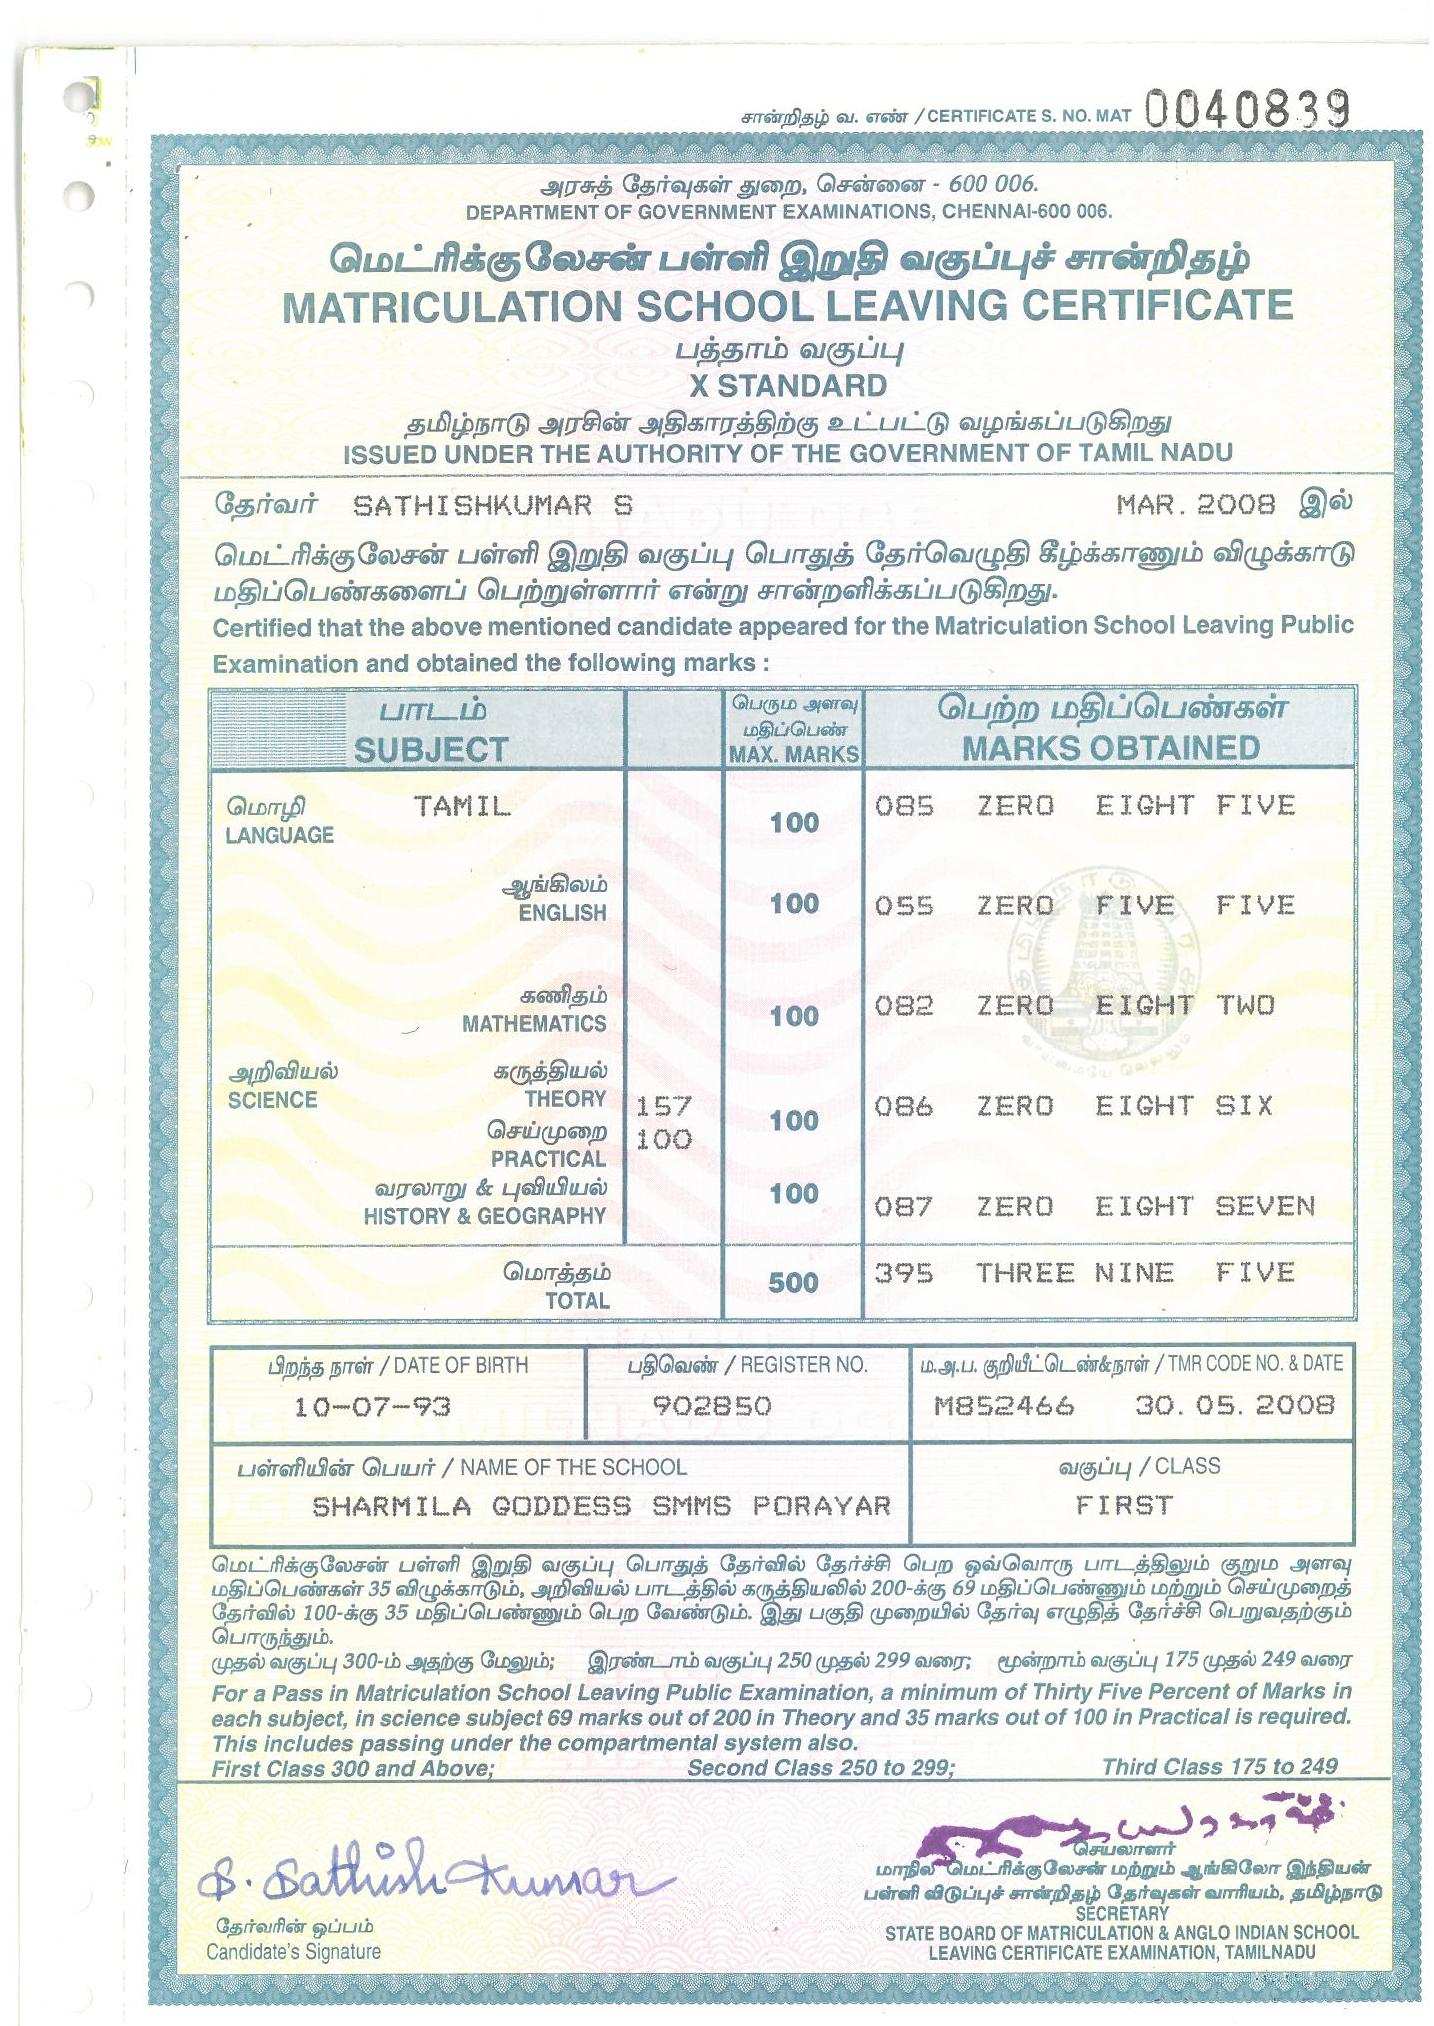 சான்றிதழ் வ. எண் / CERTIFICATE S. NO. MAT 0040839
அரசுத் தேர்வுகள் துறை, சென்னை - 600 006.
DEPARTMENT OF GOVERNMENT EXAMINATIONS, CHENNAI-600 006.
மெட்ரிக்குலேசன் பள்ளி இறுதி வகுப்புச் சான்றிதழ்
MATRICULATION SCHOOL LEAVING CERTIFICATE
பத்தாம் வகுப்பு
X STANDARD
தமிழ்நாடு அரசின் அதிகாரத்திற்கு உட்பட்டு வழங்கப்படுகிறது
ISSUED UNDER THE AUTHORITY OF THE GOVERNMENT OF TAMIL NADU
தேர்வர் SATHISHKUMAR S MAR. 2008 இல்
மெட்ரிக்குலேசன் பள்ளி இறுதி வகுப்பு பொதுத் தேர்வெழுதி கீழ்க்காணும் விழுக்காடு
மதிப்பெண்களைப் பெற்றுள்ளார் என்று சான்றளிக்கப்படுகிறது.
Certified that the above mentioned candidate appeared for the Matriculation School Leaving Public
Examination and obtained the following marks :
பாடம் பெரும அளவு பெற்ற மதிப்பெண்கள்
மதிப்பெண்
SUBJECT MAX. MARKS MARKS OBTAINED
மொழி TAMIL 100 085 ZERO EIGHT FIVE
LANGUAGE
ஆங்கிலம்
ENGLISH 100 055 ZERO FIVE FIVE
கணிதம்
MATHEMATICS 100 082 ZERO EIGHT TWO
அறிவியல் கருத்தியல்
SCIENCE THEORY 157 100 086 ZERO EIGHT SIX
செய்முறை 100
PRACTICAL
வரலாறு & புவியியல்
HISTORY & GEOGRAPHY 100 087 ZERO EIGHT SEVEN
மொத்தம்
TOTAL 500 395 THREE NINE FIVE
பிறந்த நாள் / DATE OF BIRTH பதிவெண் / REGISTER NO. ம.அ.ப. குறியீட்டெண்&நாள் / TMR CODE NO. & DATE
10-07-93 902850 M852466 30.05.2008
பள்ளியின் பெயர் / NAME OF THE SCHOOL வகுப்பு / CLASS
SHARMILA GODDESS SMMS PORAYAR FIRST
மெட்ரிக்குலேசன் பள்ளி இறுதி வகுப்பு பொதுத் தேர்வில் தேர்ச்சி பெற ஒவ்வொரு பாடத்திலும் குறும அளவு
மதிப்பெண்கள் 35 விழுக்காடும், அறிவியல் பாடத்தில் கருத்தியலில் 200-க்கு 69 மதிப்பெண்ணும் மற்றும் செய்முறைத்
தேர்வில் 100-க்கு 35 மதிப்பெண்ணும் பெற வேண்டும். இது பகுதி முறையில் தேர்வு எழுதித் தேர்ச்சி பெறுவதற்கும்
பொருந்தும்.
முதல் வகுப்பு 300-ம் அதற்கு மேலும்; இரண்டாம் வகுப்பு 250 முதல் 299 வரை; மூன்றாம் வகுப்பு 175 முதல் 249 வரை
For a Pass in Matriculation School Leaving Public Examination, a minimum of Thirty Five Percent of Marks in
each subject, in science subject 69 marks out of 200 in Theory and 35 marks out of 100 in Practical is required.
This includes passing under the compartmental system also.
First Class 300 and Above; Second Class 250 to 299; Third Class 175 to 249
S. Sathish Kumar
தேர்வரின் ஒப்பம்
Candidate's Signature
செயலாளர்
மாநில மெட்ரிக்குலேசன் மற்றும் ஆங்கிலோ இந்தியன்
பள்ளி விடுப்புச் சான்றிதழ் தேர்வுகள் வாரியம், தமிழ்நாடு
SECRETARY
STATE BOARD OF MATRICULATION & ANGLO INDIAN SCHOOL
LEAVING CERTIFICATE EXAMINATION, TAMILNADU